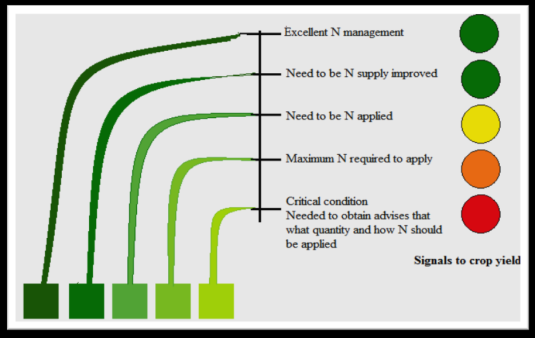 Excellent N management
Need to be N supply improved
Need to be N applied
Maximum N required to apply
Critical condition
Needed to obtain advises that
what quantity and how N should
be applied
Signals to crop yield